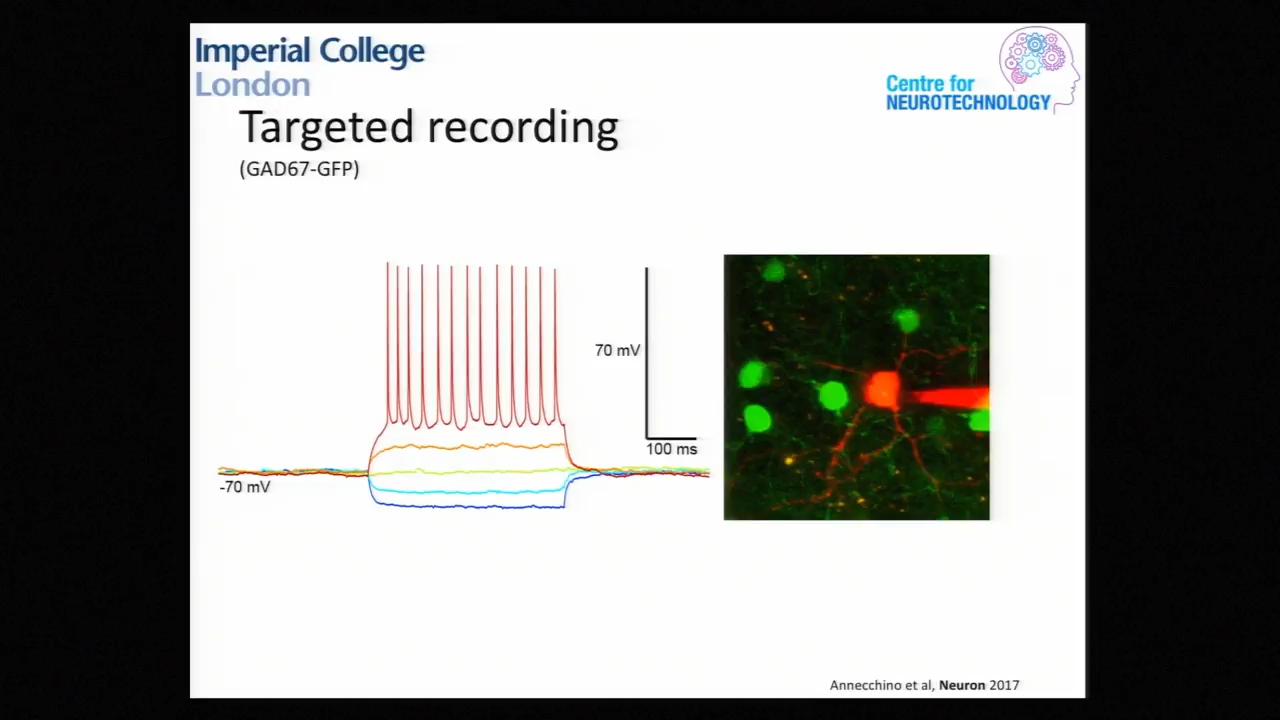 Imperial College
London
Centre for
NEUROTECHNOLOGY
Targeted recording
(GAD67-GFP)
70 mV
100 ms
-70 mV
Annecchino et al, Neuron 2017